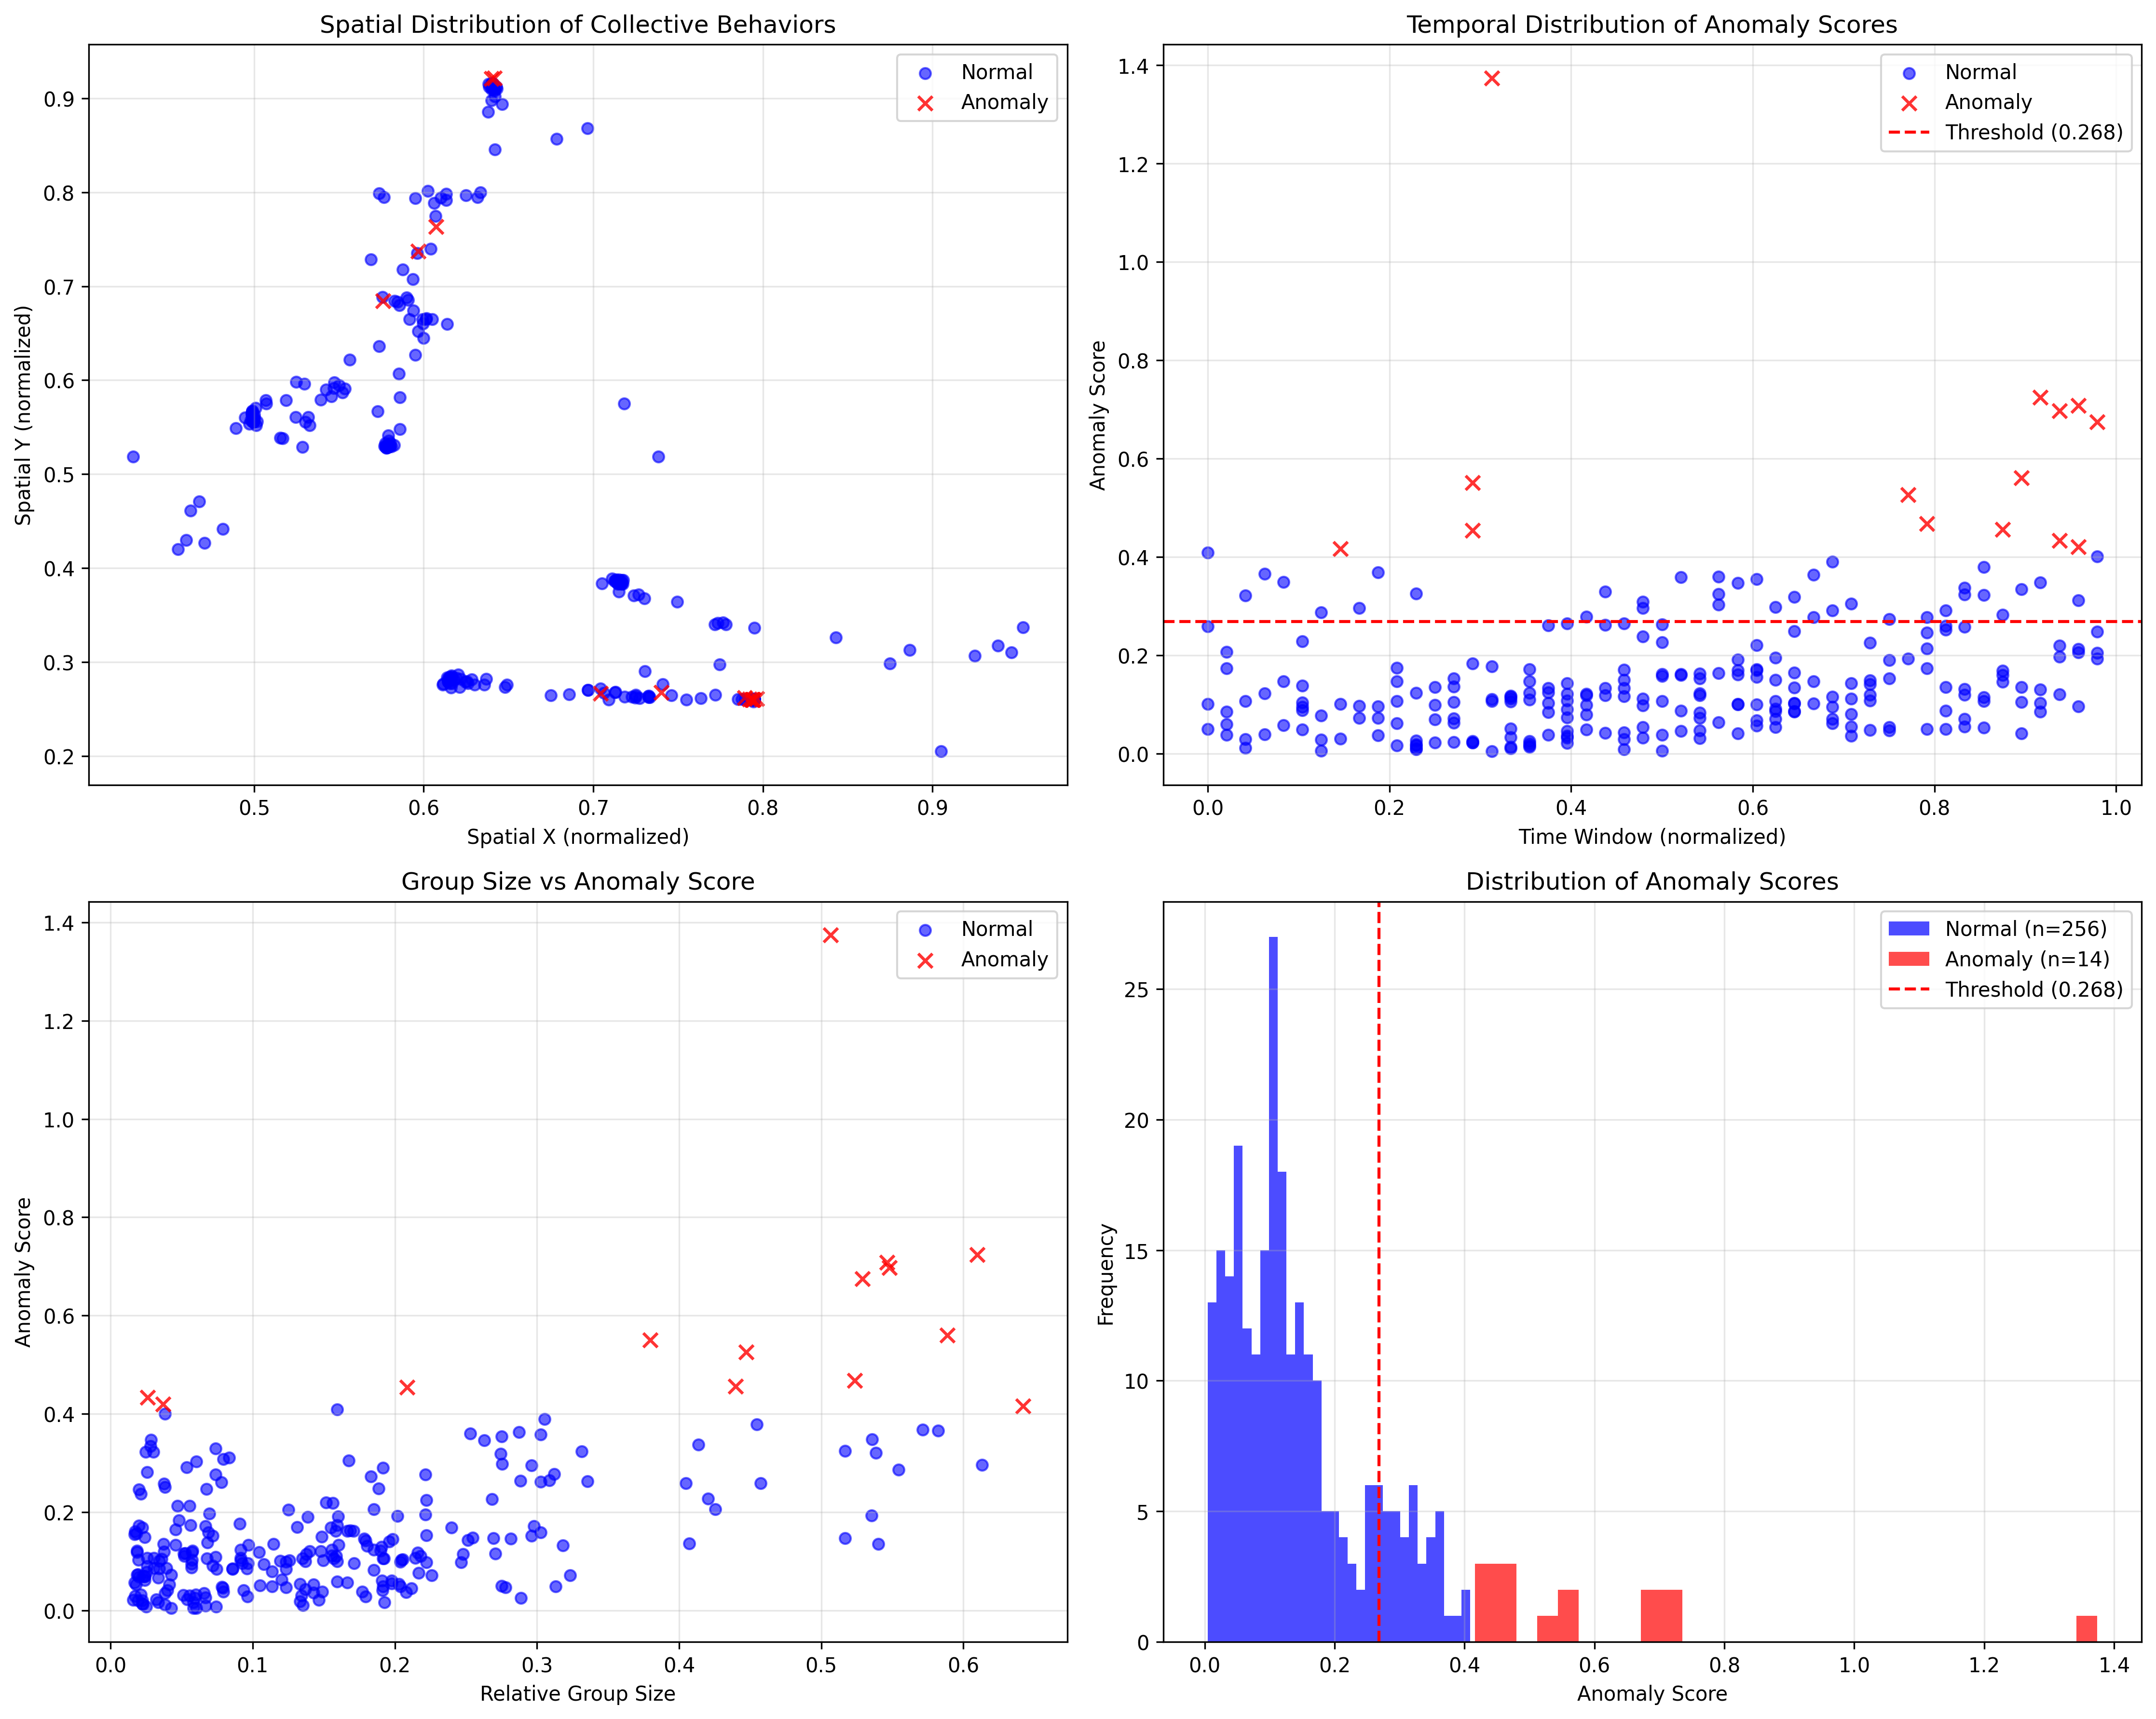 Spatial Distribution of Collective Behaviors
Normal
Anomaly
0.9
0.8
0.7
0.6
0.5
0.4
0.3
0.2
Spatial Y (normalized)
0.5
0.6
0.7
0.8
0.9
Spatial X (normalized)
Temporal Distribution of Anomaly Scores
Normal
Anomaly
Threshold (0.268)
1.4
1.2
1.0
0.8
0.6
0.4
0.2
0.0
Anomaly Score
0.0
0.2
0.4
0.6
0.8
1.0
Time Window (normalized)
Group Size vs Anomaly Score
Normal
Anomaly
1.4
1.2
1.0
0.8
0.6
0.4
0.2
0.0
Anomaly Score
0.0
0.1
0.2
0.3
0.4
0.5
0.6
Relative Group Size
Distribution of Anomaly Scores
Normal (n=256)
Anomaly (n=14)
Threshold (0.268)
25
20
15
10
5
0
Frequency
0.0
0.2
0.4
0.6
0.8
1.0
1.2
1.4
Anomaly Score